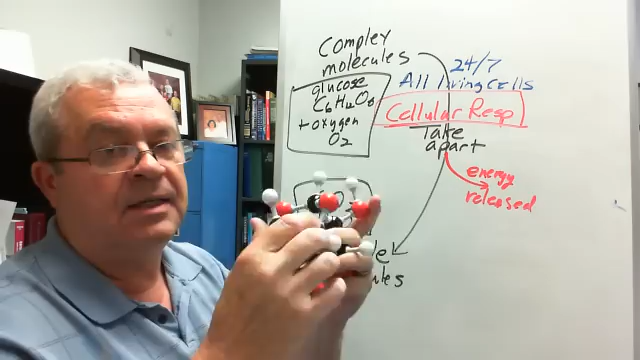 Complex
molecules
glucose
C6H12O6
+ oxygen
O2
24/7
All living cells
Cellular Resp
Take
apart
energy
released